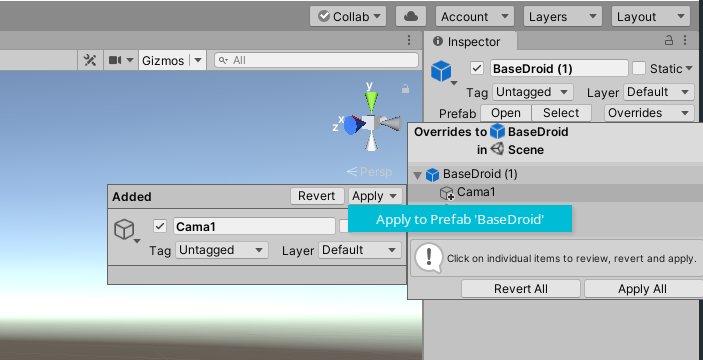 Collab
Account
Layers
Layout
Inspector
Gizmos
All
BaseDroid (1)
Static
Tag Untagged Layer Default
Prefab Open Select Overrides
y
x
z
Persp
Overrides to BaseDroid
in Scene
BaseDroid (1)
Cama1
Added Revert Apply
Apply to Prefab 'BaseDroid'
Cama1
Tag Untagged Layer Default
Click on individual items to review, revert and apply.
Revert All Apply All